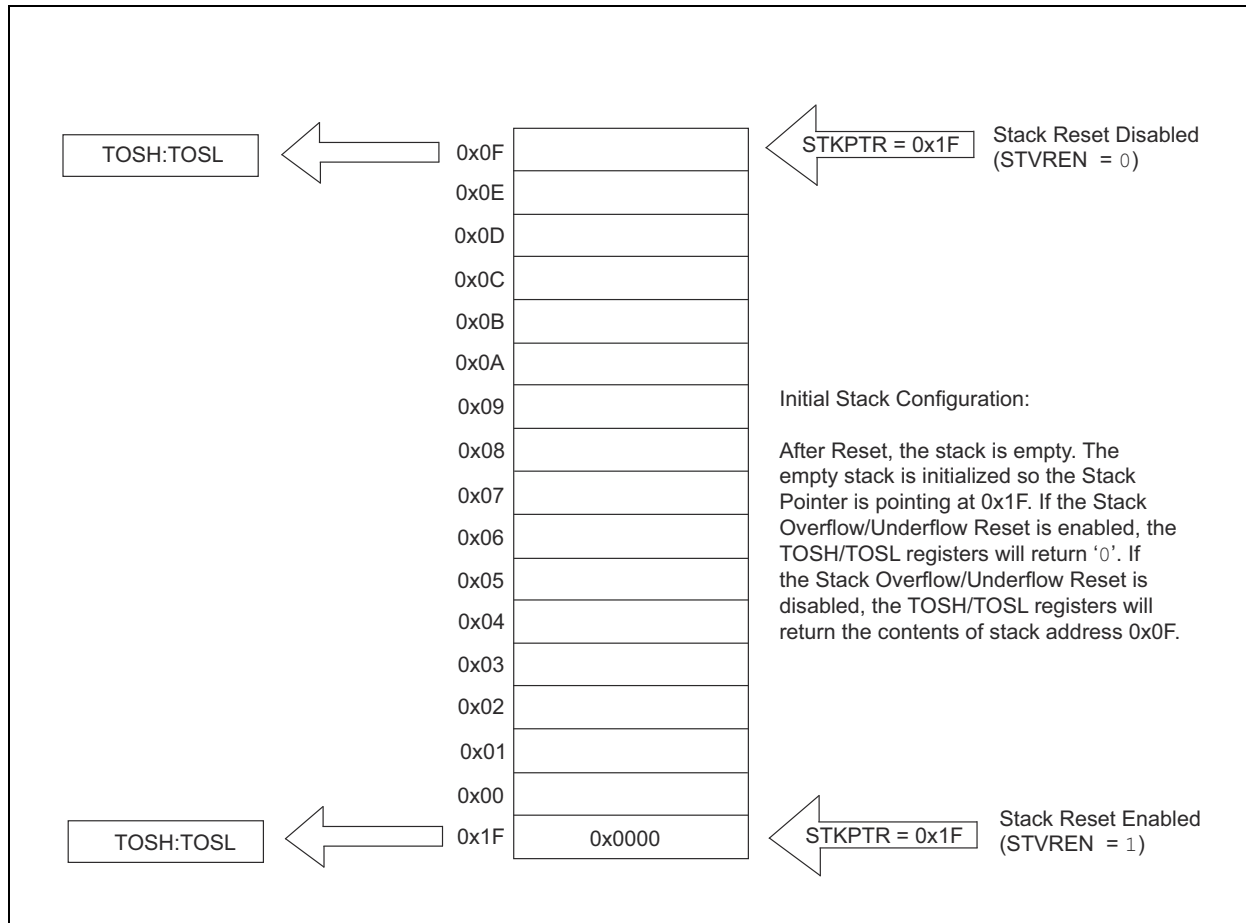 TOSH:TOSL
0x0F
STKPTR = 0x1F
Stack Reset Disabled
(STVREN = 0)
0x0E
0x0D
0x0C
0x0B
0x0A
0x09
0x08
0x07
0x06
0x05
0x04
0x03
0x02
0x01
0x00
Initial Stack Configuration:
After Reset, the stack is empty. The
empty stack is initialized so the Stack
Pointer is pointing at 0x1F. If the Stack
Overflow/Underflow Reset is enabled, the
TOSH/TOSL registers will return ‘0’. If
the Stack Overflow/Underflow Reset is
disabled, the TOSH/TOSL registers will
return the contents of stack address 0x0F.
TOSH:TOSL
0x1F
0x0000
STKPTR = 0x1F
Stack Reset Enabled
(STVREN = 1)